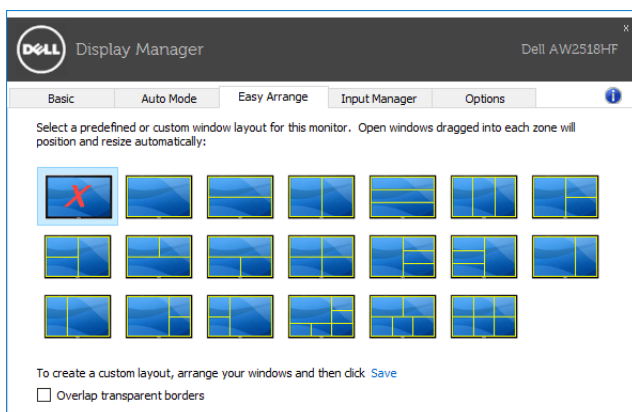 x
DELL Display Manager Dell AW2518HF
Basic Auto Mode Easy Arrange Input Manager Options i
Select a predefined or custom window layout for this monitor. Open windows dragged into each zone will
position and resize automatically:
X
To create a custom layout, arrange your windows and then click Save
Overlap transparent borders